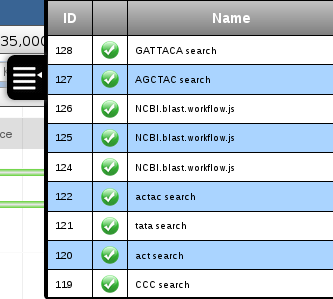 ID Name
35,000
128 GATTACA search
127 AGCTAC search
126 NCBI.blast.workflow.js
125 NCBI.blast.workflow.js
ce
124 NCBI.blast.workflow.js
122 actac search
121 tata search
120 act search
119 CCC search